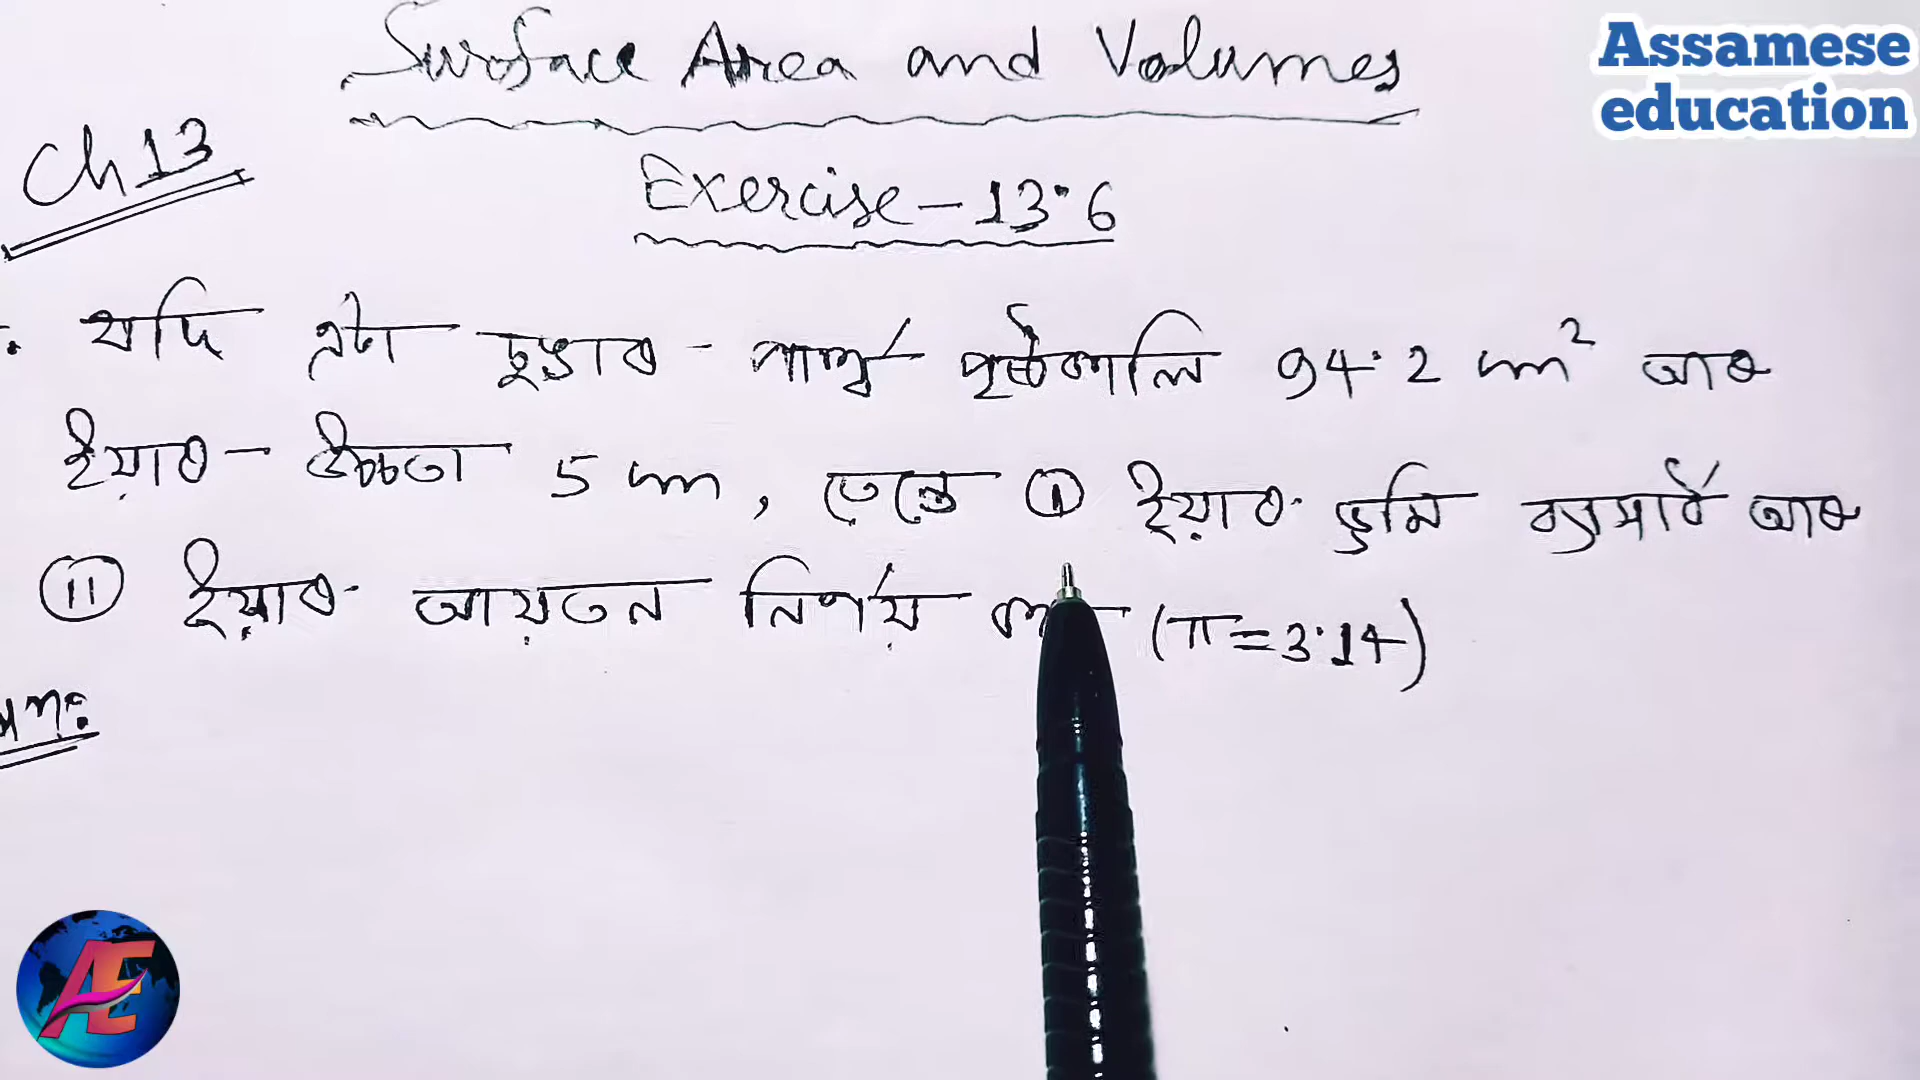 Surface Area and Volumes
Assamese
education
Ch 13
Exercise - 13.6
যদি এটা চুঙাৰ পাৰ্শ্ব পৃষ্ঠকালি 94.2 cm² আৰু
ইয়াৰ উচ্চতা 5 cm, তেন্তে (i) ইয়াৰ ভূমি ব্যাসাৰ্ধ আৰু
(ii) ইয়াৰ আয়তন নিৰ্ণয় (π = 3.14)
AE